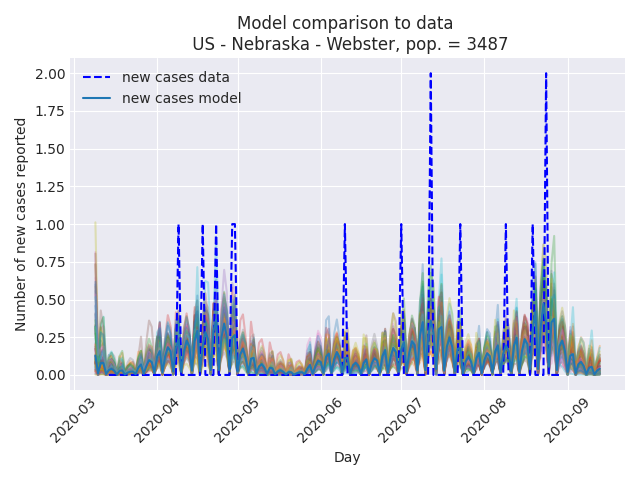 Model comparison to data
US - Nebraska - Webster, pop. = 3487
new cases data
new cases model
Number of new cases reported
2.00
1.75
1.50
1.25
1.00
0.75
0.50
0.25
0.00
2020-03
2020-04
2020-05
2020-06
2020-07
2020-08
2020-09
Day